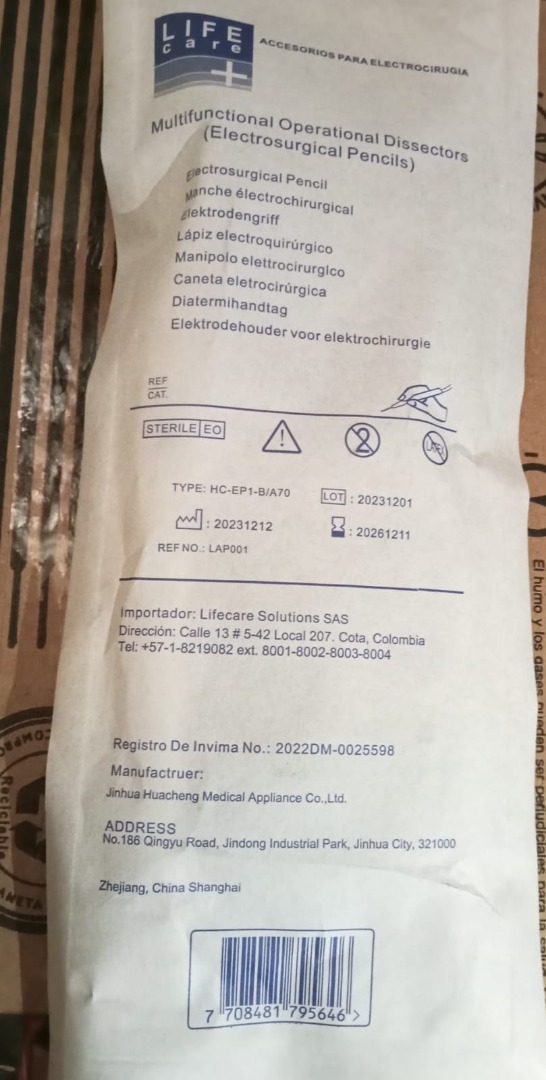 LIFE
care
ACCESORIOS PARA ELECTROCIRUGIA
Multifunctional Operational Dissectors
(Electrosurgical Pencils)
Electrosurgical Pencil
Manche électrochirurgical
Elektrodengriff
Lápiz electroquirúrgico
Manipolo elettrocirurgIco
Caneta eletrocirúrgica
Diatermihandtag
Elektrodehouder voor elektrochirurgie
REF
CAT.
STERILE EO
2
LATEX
TYPE: HC-EP1-B/A70
LOT : 20231201
: 20231212
: 20261211
REF NO.: LAP001
Importador: Lifecare Solutions SAS
Dirección: Calle 13 # 5-42 Local 207. Cota, Colombia
Tel: +57-1-8219082 ext. 8001-8002-8003-8004
Registro De Invima No.: 2022DM-0025598
Manufactruer:
Jinhua Huacheng Medical Appliance Co.,Ltd.
ADDRESS
No.186 Qingyu Road, Jindong Industrial Park, Jinhua City, 321000
Zhejiang, China Shanghai
7 708481 795646 >
El humo y los gases pueden ser perjudiciales para la
Reciclable